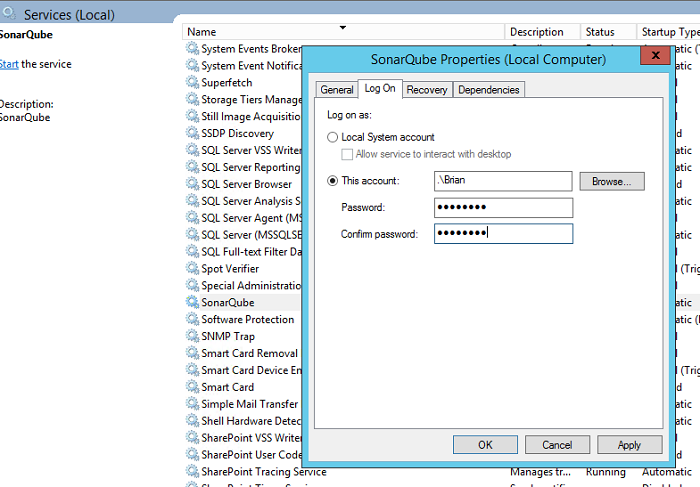 Services (Local)
SonarQube
Start the service
Description:
SonarQube
Name
Description
Status
Startup Type
System Events Broker
System Event Notifica
Superfetch
Storage Tiers Manage
Still Image Acquisition
SSDP Discovery
SQL Server VSS Writer
SQL Server Reporting
SQL Server Browser
SQL Server Analysis S
SQL Server Agent (MS
SQL Server (MSSQLSE
SQL Full-text Filter Da
Spot Verifier
Special Administration
SonarQube
Software Protection
SNMP Trap
Smart Card Removal
Smart Card Device En
Smart Card
Simple Mail Transfer
Shell Hardware Detec
SharePoint VSS Writer
SharePoint User Code
SharePoint Tracing Service
Manages tr...
Running
Automatic
SonarQube Properties (Local Computer)
x
General
Log On
Recovery
Dependencies
Log on as:
Local System account
Allow service to interact with desktop
This account:
.\Brian
Browse...
Password:
●●●●●●●●
Confirm password:
●●●●●●●●
OK
Cancel
Apply